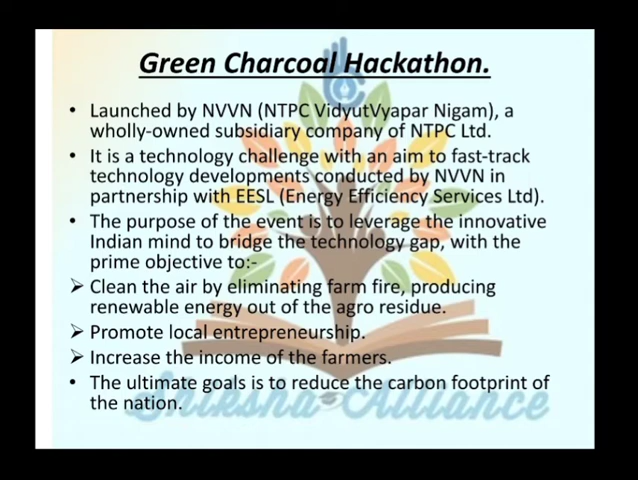 Green Charcoal Hackathon.
• Launched by NVVN (NTPC VidyutVyapar Nigam), a
wholly-owned subsidiary company of NTPC Ltd.
• It is a technology challenge with an aim to fast-track
technology developments conducted by NVVN in
partnership with EESL (Energy Efficiency Services Ltd).
• The purpose of the event is to leverage the innovative
Indian mind to bridge the technology gap, with the
prime objective to:-
➢ Clean the air by eliminating farm fire, producing
renewable energy out of the agro residue.
➢ Promote local entrepreneurship.
➢ Increase the income of the farmers.
• The ultimate goals is to reduce the carbon footprint of
the nation.
Shiksha Alliance